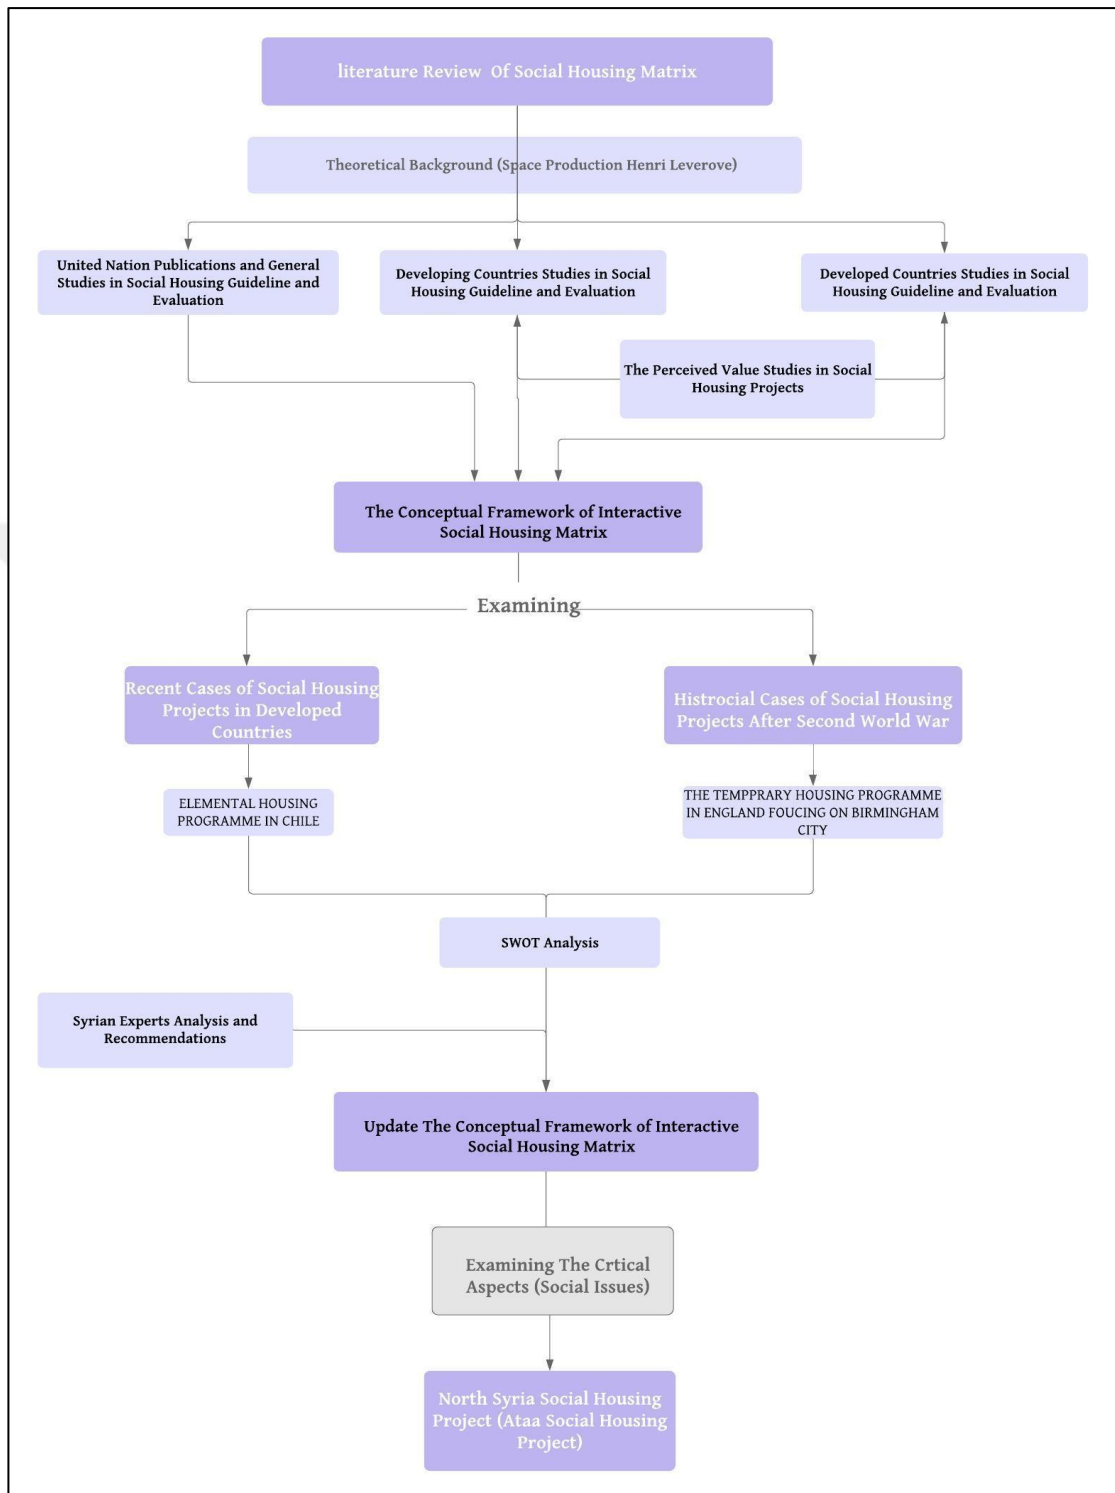 literature Review Of Social Housing Matrix
Theoretical Background (Space Production Henri Leverove)
United Nation Publications and General
Studies in Social Housing Guideline and
Evaluation
Developing Countries Studies in Social
Housing Guideline and Evaluation
Developed Countries Studies in Social
Housing Guideline and Evaluation
The Perceived Value Studies in Social
Housing Projects
The Conceptual Framework of Interactive
Social Housing Matrix
Examining
Recent Cases of Social Housing
Projects in Developed
Countries
Histrocial Cases of Social Housing
Projects After Second World War
ELEMENTAL HOUSING
PROGRAMME IN CHILE
THE TEMPPRARY HOUSING PROGRAMME
IN ENGLAND FOUCING ON BIRMINGHAM
CITY
SWOT Analysis
Syrian Experts Analysis and
Recommendations
Update The Conceptual Framework of Interactive
Social Housing Matrix
Examining The Crtical
Aspects (Social Issues)
North Syria Social Housing
Project (Ataa Social Housing
Project)